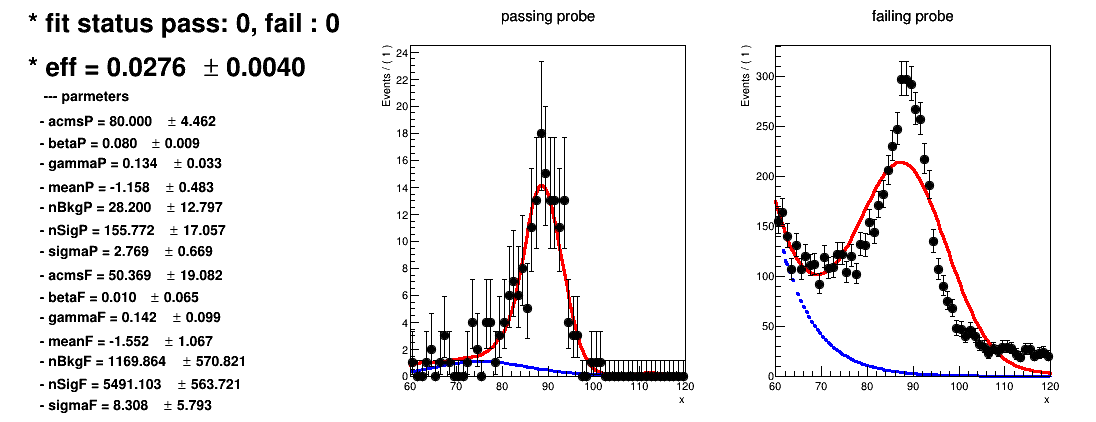 * fit status pass: 0, fail : 0
* eff = 0.0276 ± 0.0040
--- parmeters
- acmsP = 80.000 ± 4.462
- betaP = 0.080 ± 0.009
- gammaP = 0.134 ± 0.033
- meanP = -1.158 ± 0.483
- nBkgP = 28.200 ± 12.797
- nSigP = 155.772 ± 17.057
- sigmaP = 2.769 ± 0.669
- acmsF = 50.369 ± 19.082
- betaF = 0.010 ± 0.065
- gammaF = 0.142 ± 0.099
- meanF = -1.552 ± 1.067
- nBkgF = 1169.864 ± 570.821
- nSigF = 5491.103 ± 563.721
- sigmaF = 8.308 ± 5.793
passing probe
Events / ( 1 )
24
22
20
18
16
14
12
10
8
6
4
2
0
60 70 80 90 100 110 120
x
failing probe
Events / ( 1 )
300
250
200
150
100
50
0
60 70 80 90 100 110 120
x